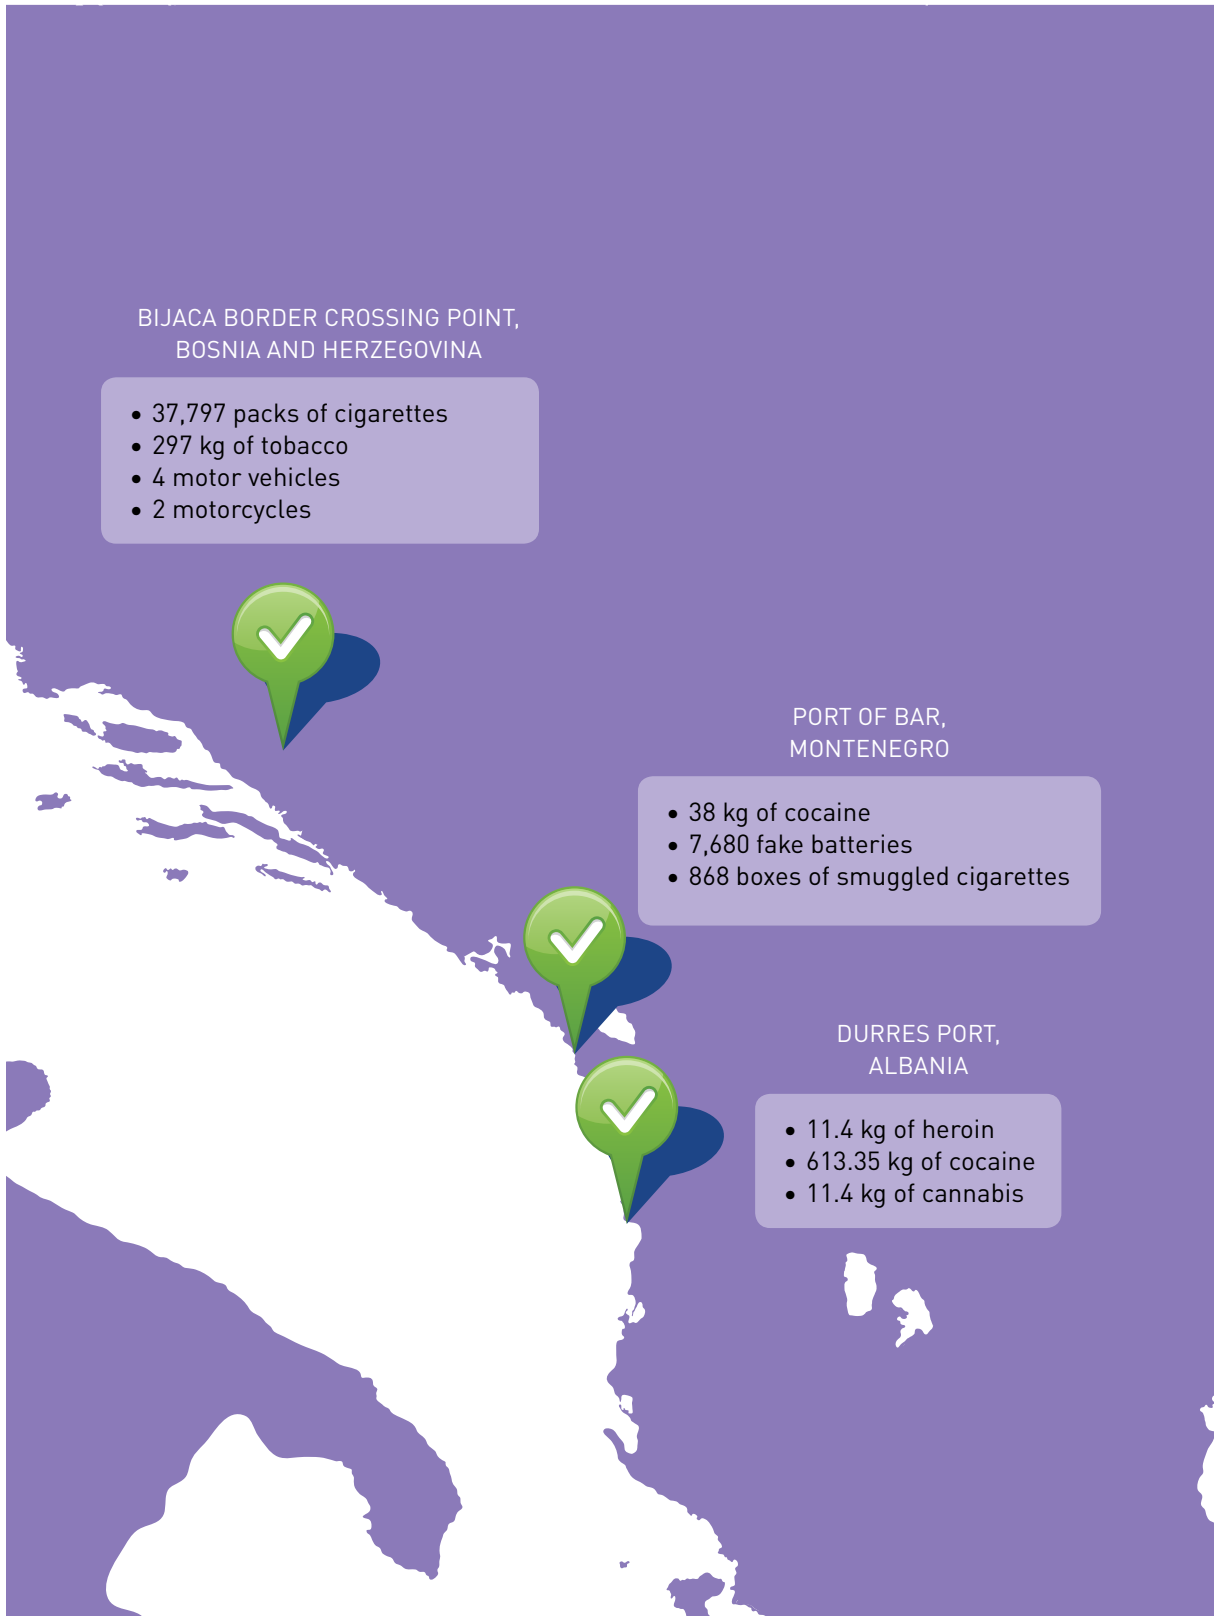 BIJACA BORDER CROSSING POINT,
BOSNIA AND HERZEGOVINA
• 37,797 packs of cigarettes
• 297 kg of tobacco
• 4 motor vehicles
• 2 motorcycles
PORT OF BAR,
MONTENEGRO
• 38 kg of cocaine
• 7,680 fake batteries
• 868 boxes of smuggled cigarettes
DURRES PORT,
ALBANIA
• 11.4 kg of heroin
• 613.35 kg of cocaine
• 11.4 kg of cannabis